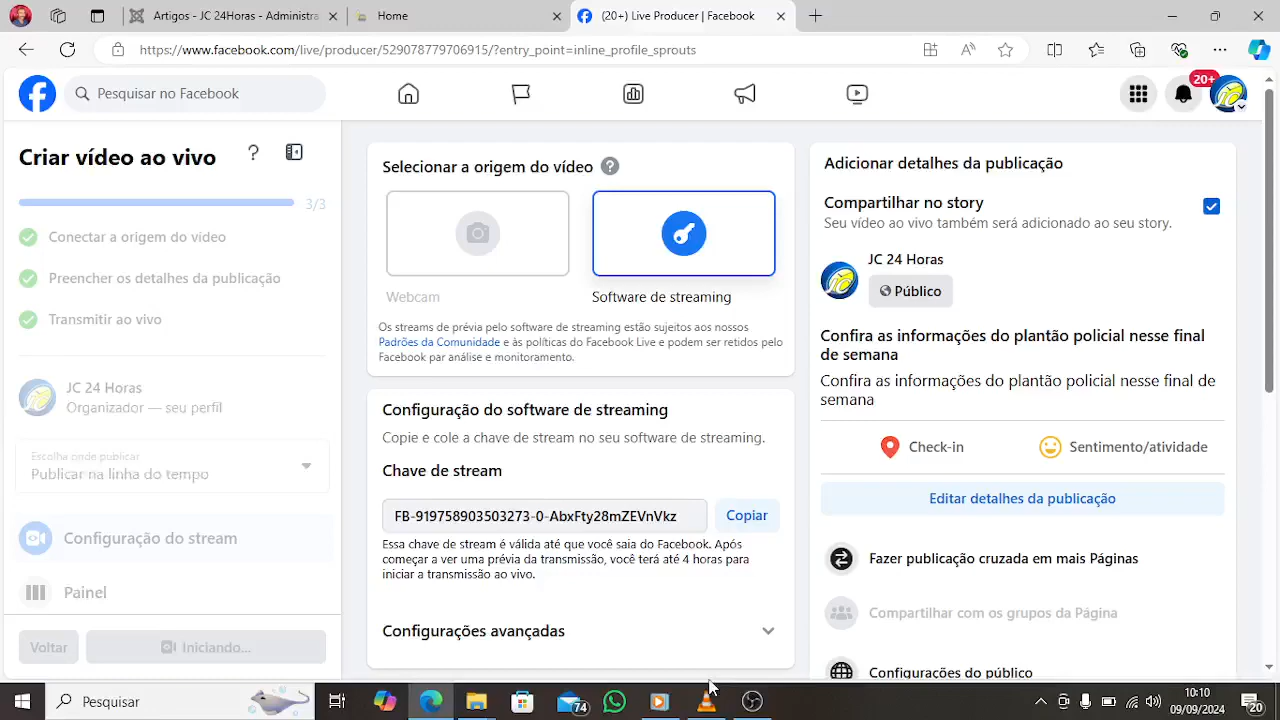 Artigos - JC 24Horas - Administra
Home
(20+) Live Producer | Facebook
https://www.facebook.com/live/producer/529078779706915/?entry_point=inline_profile_sprouts
Pesquisar no Facebook
20+
Criar vídeo ao vivo
3/3
Conectar a origem do vídeo
Preencher os detalhes da publicação
Transmitir ao vivo
JC 24 Horas
Organizador — seu perfil
Escolha onde publicar
Publicar na linha do tempo
Configuração do stream
Painel
Voltar
Iniciando...
Selecionar a origem do vídeo
Webcam
Software de streaming
Os streams de prévia pelo software de streaming estão sujeitos aos nossos
Padrões da Comunidade e às políticas do Facebook Live e podem ser retidos pelo
Facebook par análise e monitoramento.
Configuração do software de streaming
Copie e cole a chave de stream no seu software de streaming.
Chave de stream
FB-919758903503273-0-AbxFty28mZEVnVkz
Copiar
Essa chave de stream é válida até que você saia do Facebook. Após
começar a ver uma prévia da transmissão, você terá até 4 horas para
iniciar a transmissão ao vivo.
Configurações avançadas
Adicionar detalhes da publicação
Compartilhar no story
Seu vídeo ao vivo também será adicionado ao seu story.
JC 24 Horas
Público
Confira as informações do plantão policial nesse final
de semana
Confira as informações do plantão policial nesse final de
semana
Check-in
Sentimento/atividade
Editar detalhes da publicação
Fazer publicação cruzada em mais Páginas
Compartilhar com os grupos da Página
Configurações do público
Pesquisar
74
10:10
09/09/2024
20